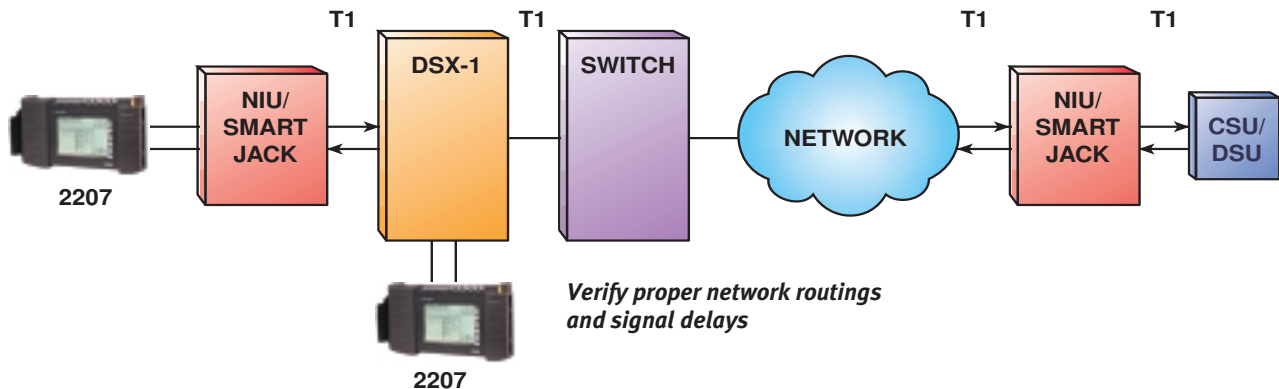 T1
T1
T1
T1
DSX-1
SWITCH
NIU/
SMART
JACK
NETWORK
NIU/
SMART
JACK
CSU/
DSU
2207
Verify proper network routings
and signal delays
2207